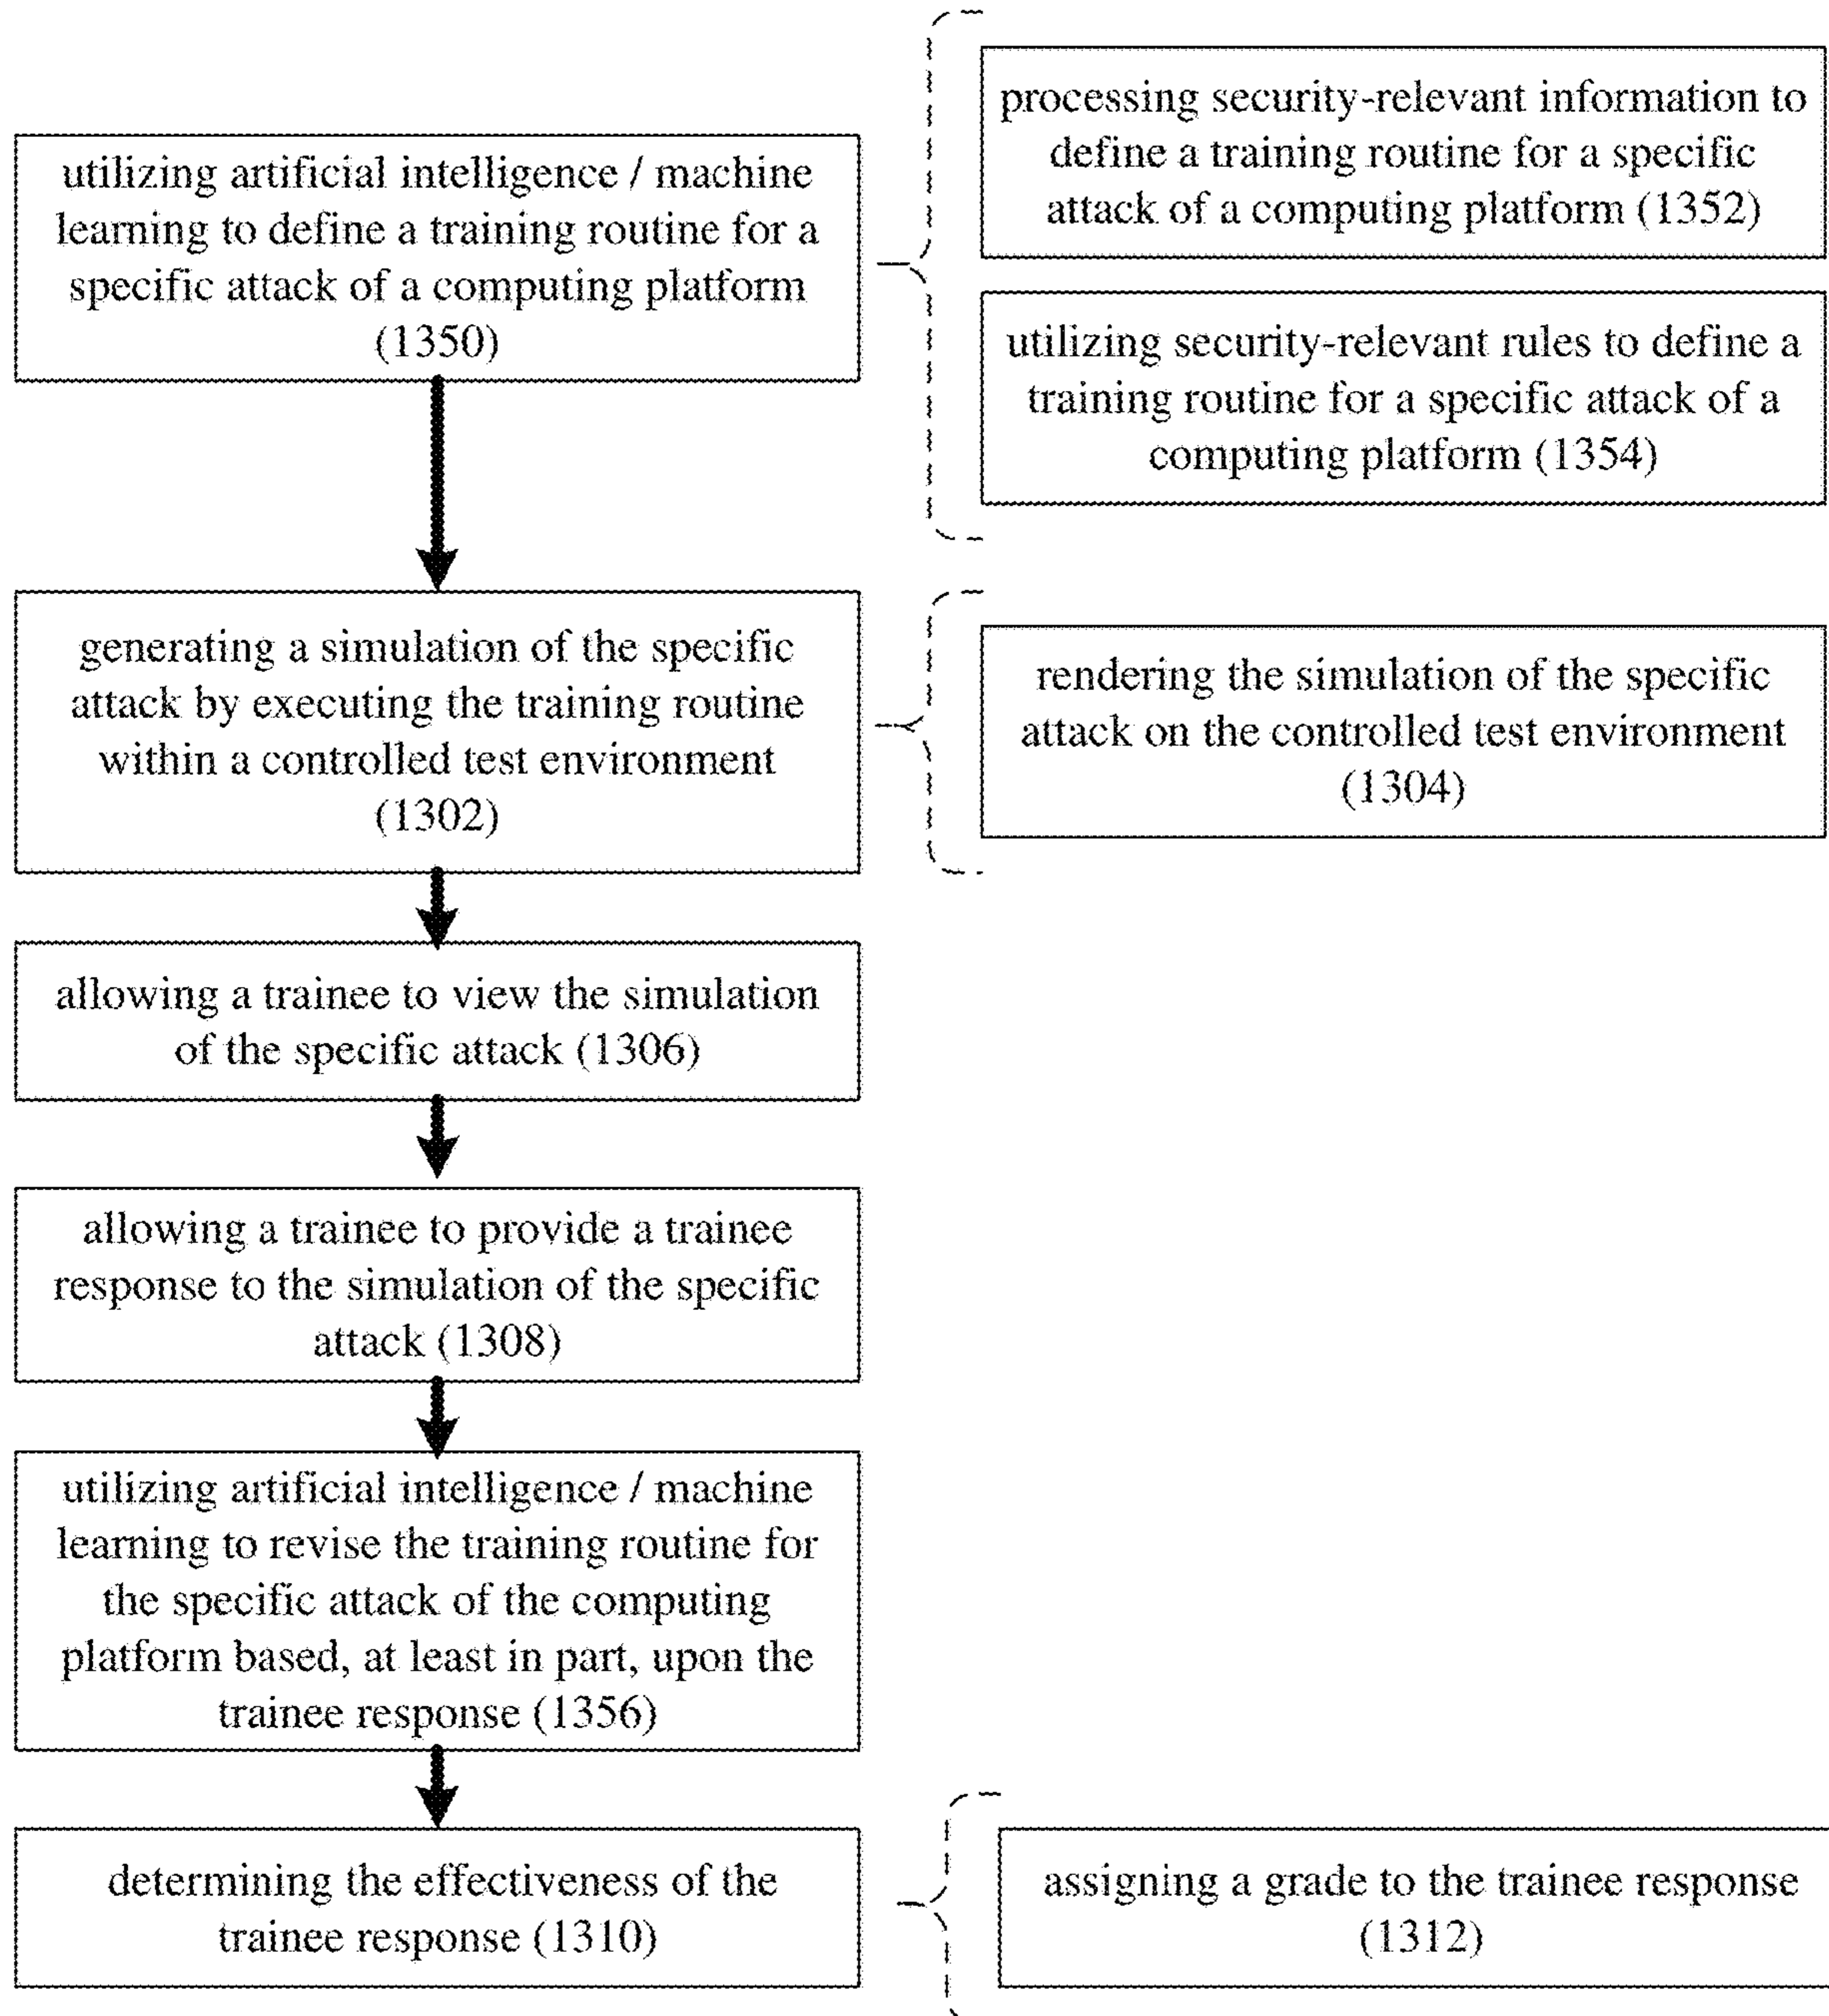 utilizing artificial intelligence / machine
learning to define a training routine for a
specific attack of a computing platform
(1350)
processing security-relevant information to
define a training routine for a specific
attack of a computing platform (1352)
utilizing security-relevant rules to define a
training routine for a specific attack of a
computing platform (1354)
generating a simulation of the specific
attack by executing the training routine
within a controlled test environment
(1302)
rendering the simulation of the specific
attack on the controlled test environment
(1304)
allowing a trainee to view the simulation
of the specific attack (1306)
allowing a trainee to provide a trainee
response to the simulation of the specific
attack (1308)
utilizing artificial intelligence / machine
learning to revise the training routine for
the specific attack of the computing
platform based, at least in part, upon the
trainee response (1356)
determining the effectiveness of the
trainee response (1310)
assigning a grade to the trainee response
(1312)